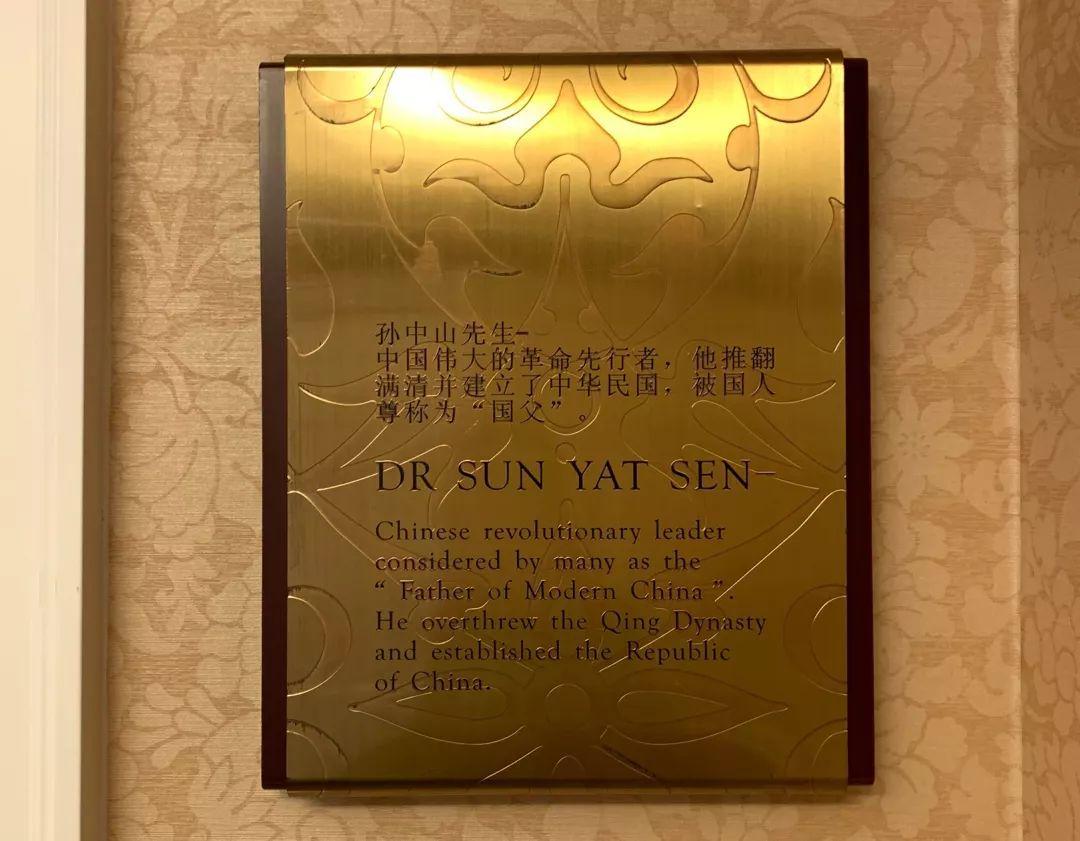 孙中山先生–
中国伟大的革命先行者，他推翻
满清并建立了中华民国，被国人
尊称为“国父”。
DR SUN YAT SEN–
Chinese revolutionary leader
considered by many as the
“ Father of Modern China ”.
He overthrew the Qing Dynasty
and established the Republic
of China.